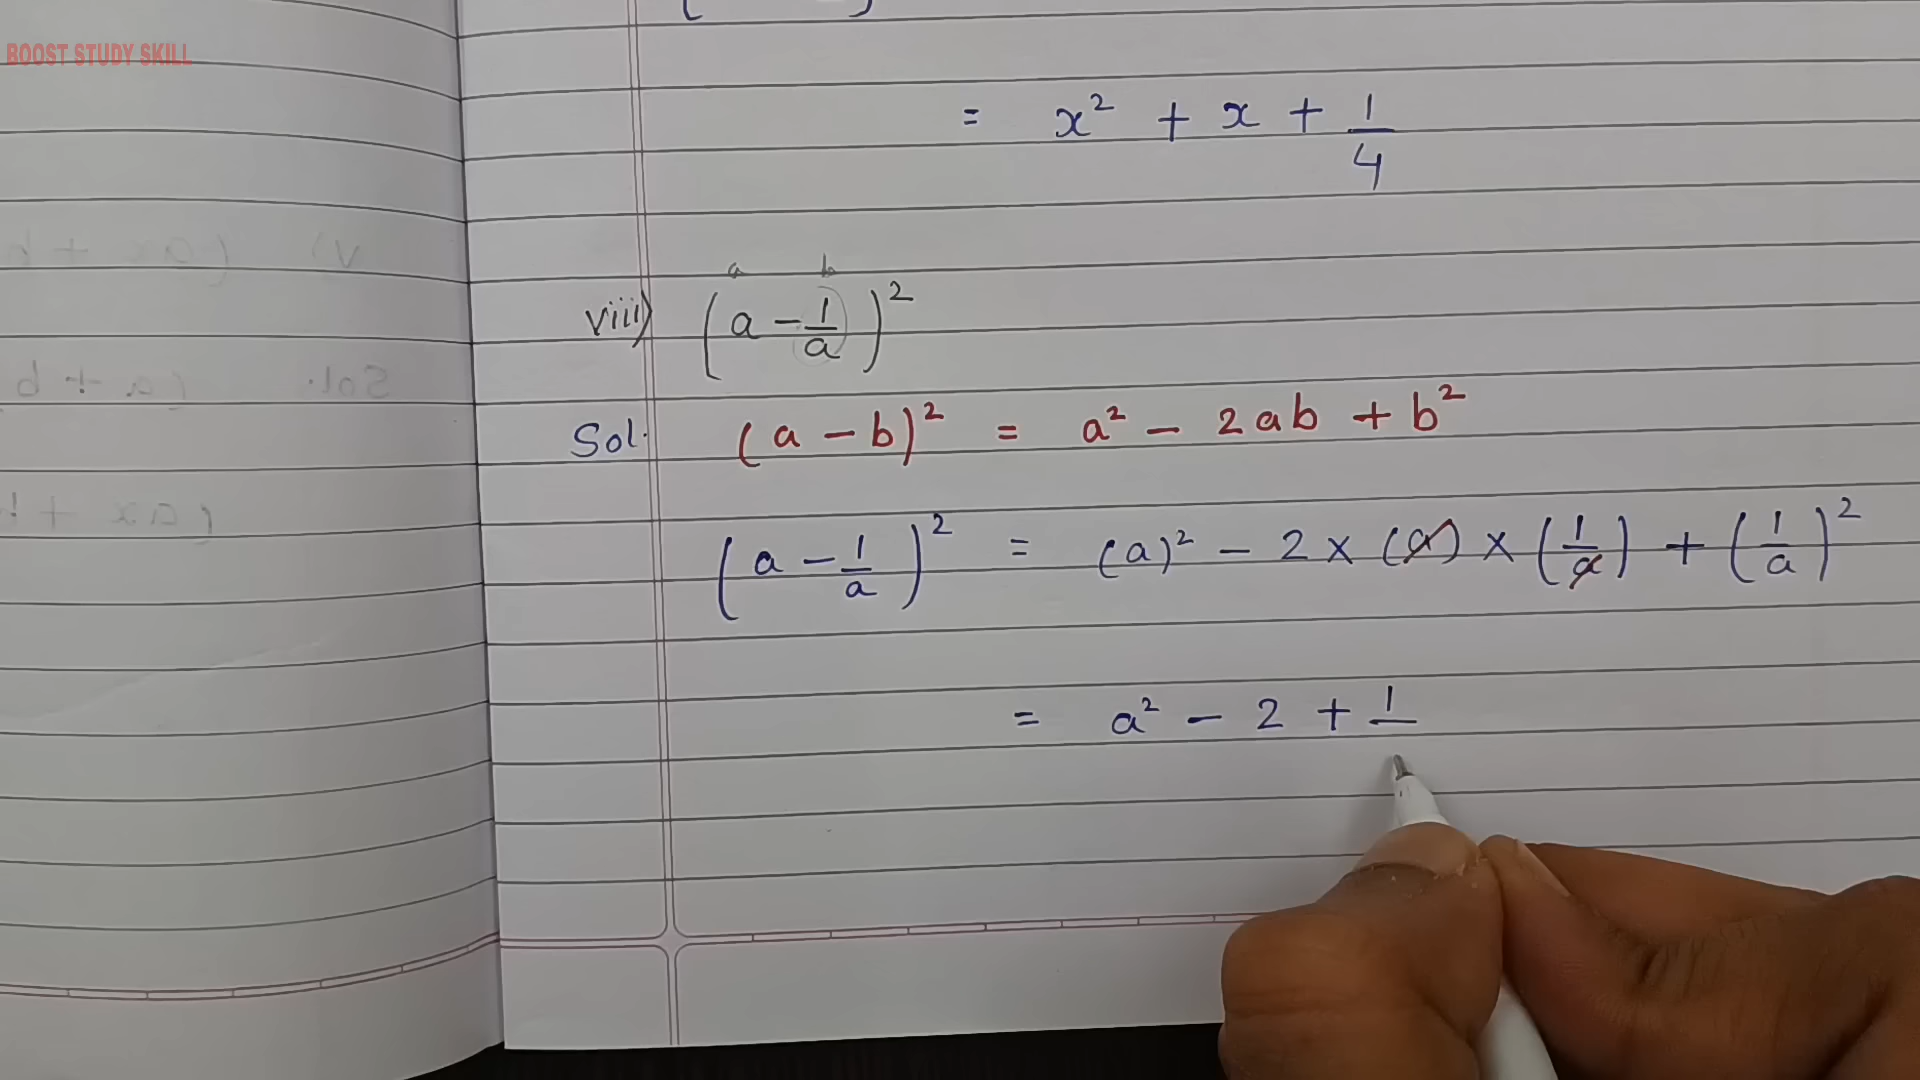 BOOST STUDY SKILL
= x² + x + 1/4
a b
viii) (a - 1/a)²
Sol. (a - b)² = a² - 2ab + b²
(a - 1/a)² = (a)² - 2 × (a) × (1/a) + (1/a)²
= a² - 2 + 1/